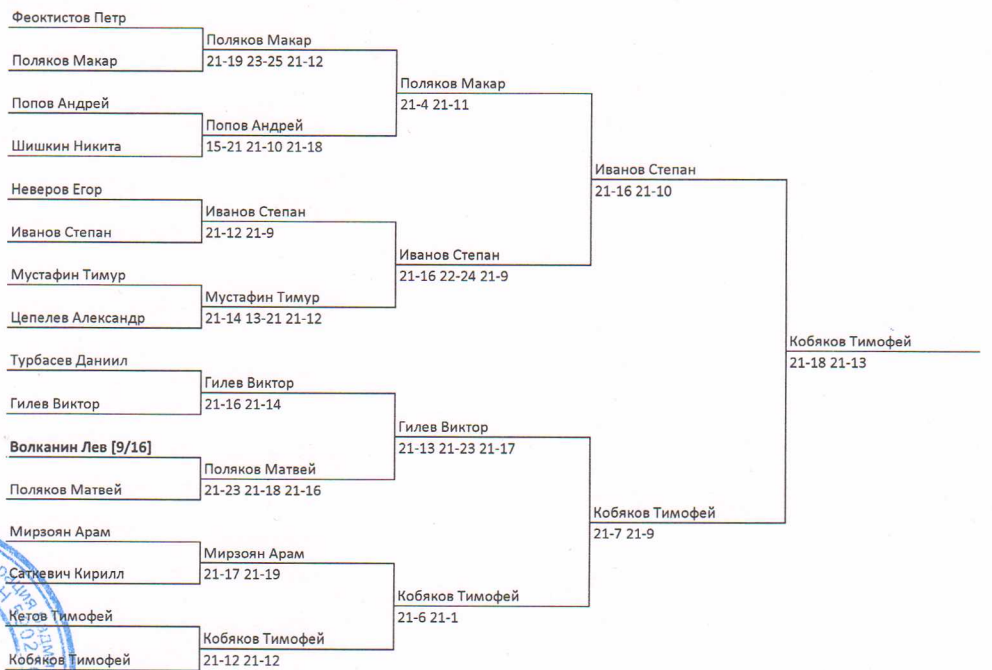 Феоктистов Петр
Поляков Макар
Поляков Макар
21-19 23-25 21-12
Поляков Макар
21-4 21-11
Попов Андрей
Попов Андрей
Шишкин Никита
15-21 21-10 21-18
Иванов Степан
21-16 21-10
Неверов Егор
Иванов Степан
Иванов Степан
21-12 21-9
Иванов Степан
21-16 22-24 21-9
Мустафин Тимур
Мустафин Тимур
Цепелев Александр
21-14 13-21 21-12
Кобяков Тимофей
21-18 21-13
Турбасев Даниил
Гилев Виктор
Гилев Виктор
21-16 21-14
Гилев Виктор
21-13 21-23 21-17
Волканин Лев [9/16]
Поляков Матвей
Поляков Матвей
21-23 21-18 21-16
Кобяков Тимофей
21-7 21-9
Мирзоян Арам
Мирзоян Арам
Саткевич Кирилл
21-17 21-19
Кобяков Тимофей
21-6 21-1
Кетов Тимофей
Кобяков Тимофей
Кобяков Тимофей
21-12 21-12